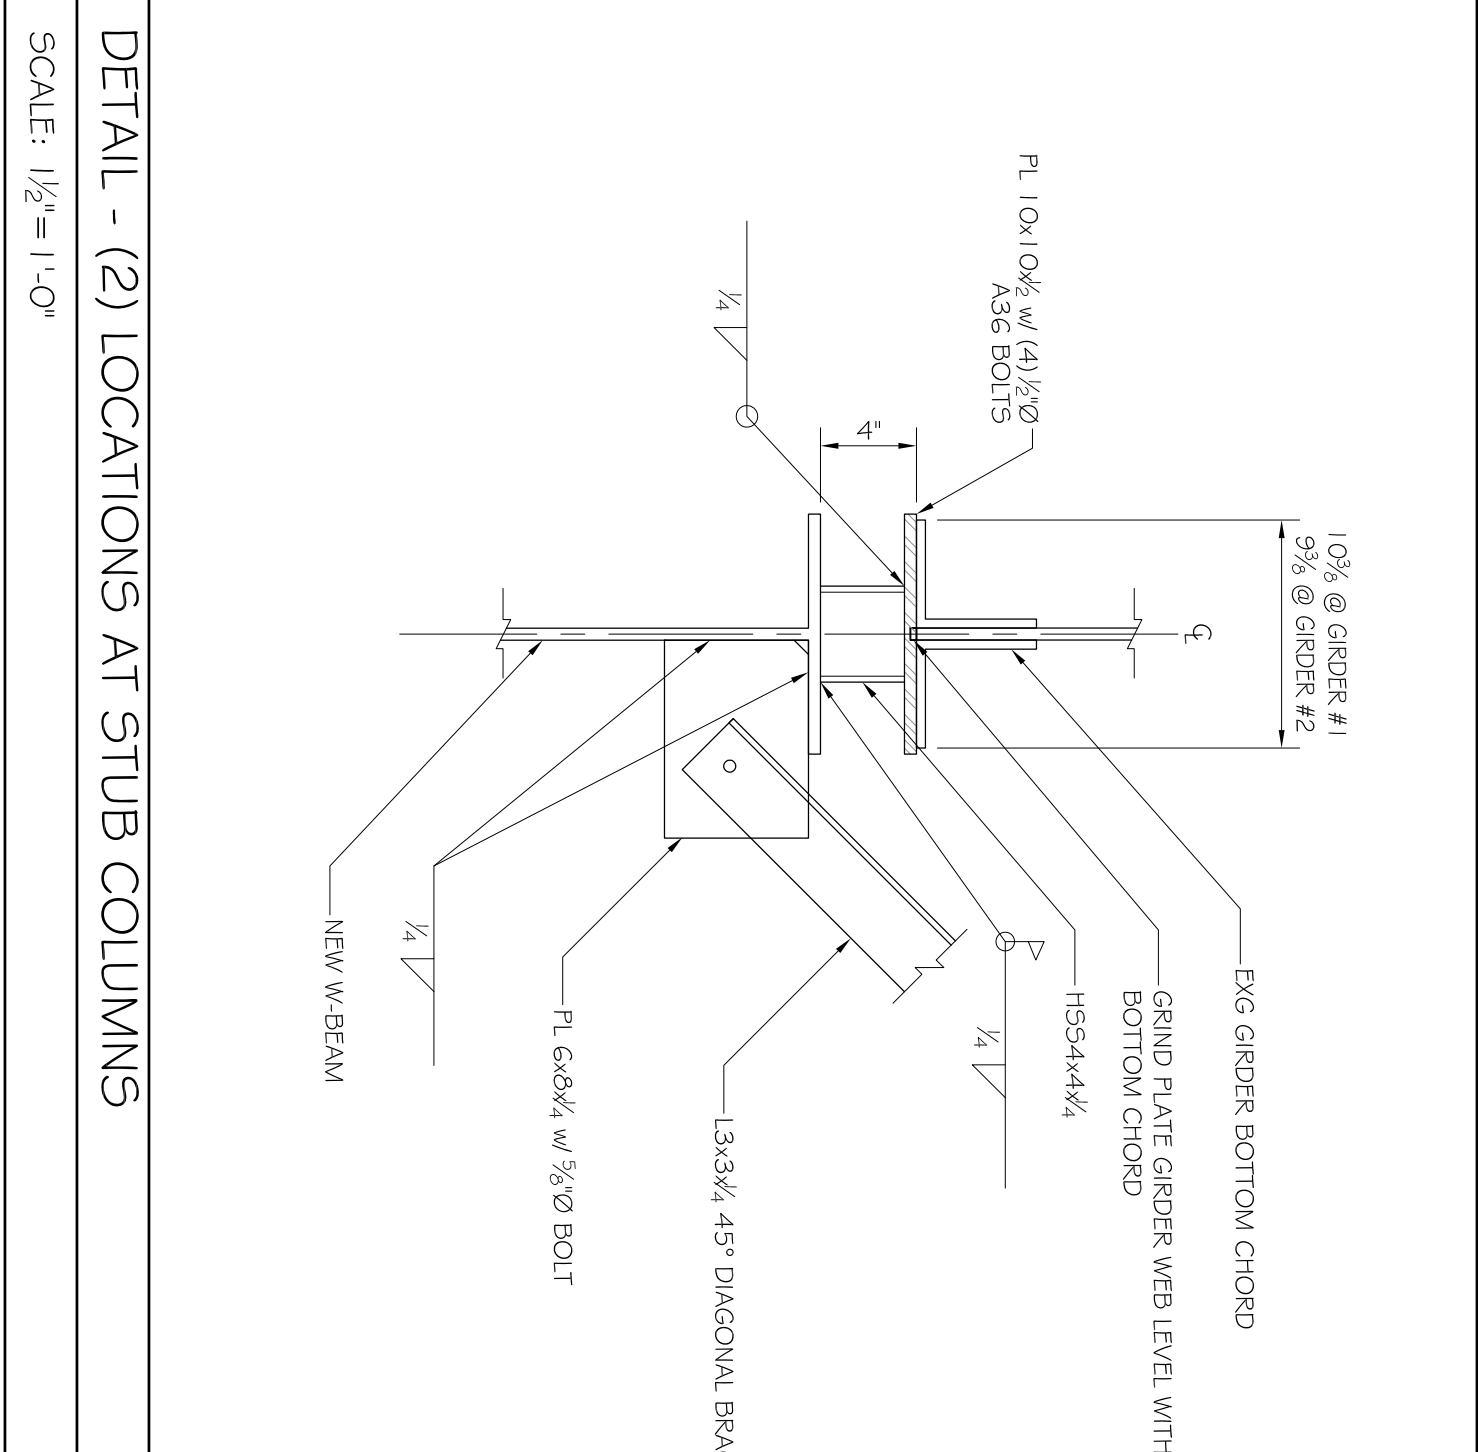 10⅜ @ GIRDER #1
9⅜ @ GIRDER #2
℄
EXG GIRDER BOTTOM CHORD
GRIND PLATE GIRDER WEB LEVEL WITH
BOTTOM CHORD
PL 10x10x½ w/ (4) ½"Ø
A36 BOLTS
4"
HSS4x4x¼
¼
¼
L3x3x¼ 45° DIAGONAL BRA
PL 6x8x¼ w/ ⅝"Ø BOLT
¼
NEW W-BEAM
DETAIL - (2) LOCATIONS AT STUB COLUMNS
SCALE: 1½"= 1'-0"